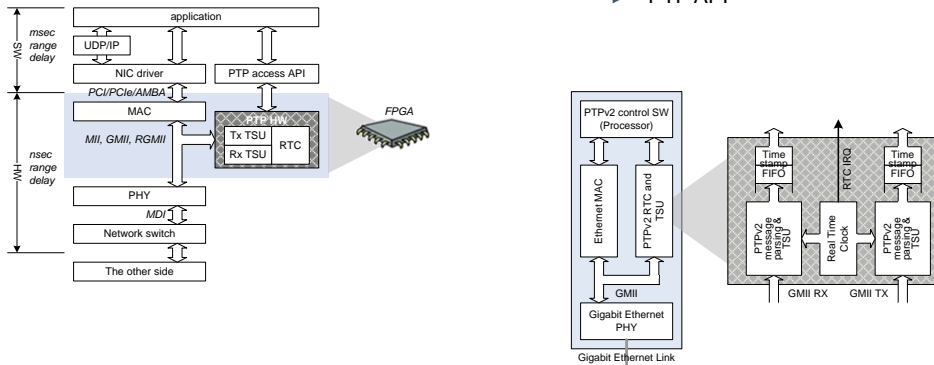 PTP API
application
msec
range
delay
SW
UDP/IP
NIC driver
PTP access API
PCI/PCIe/AMBA
MAC
PTP HW
FPGA
MII, GMII, RGMII
Tx TSU
Rx TSU
RTC
nsec
range
delay
HW
PHY
MDI
Network switch
The other side
PTPv2 control SW
(Processor)
Ethernet MAC
PTPv2 RTC and
TSU
GMII
Gigabit Ethernet
PHY
Gigabit Ethernet Link
Time
stamp
FIFO
RTC IRQ
Time
stamp
FIFO
PTPv2
message
parsing &
TSU
Real Time
Clock
PTPv2
message
parsing &
TSU
GMII RX
GMII TX